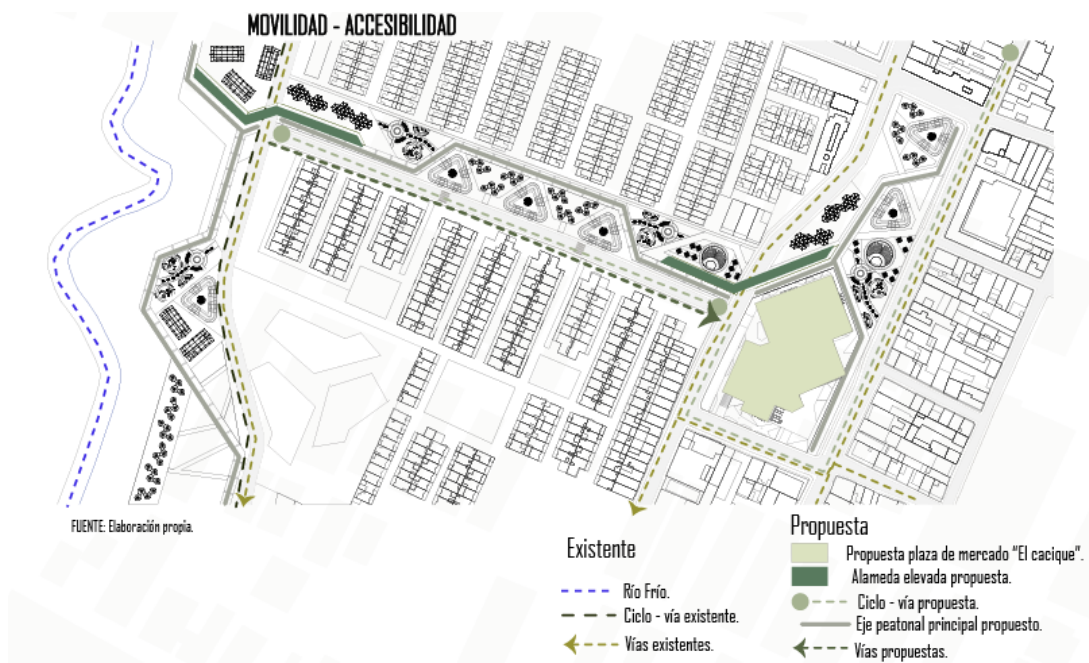 MOVILIDAD - ACCESIBILIDAD
FUENTE: Elaboración propia.
Existente
Río Frío.
Ciclo - vía existente.
Vías existentes.
Propuesta
Propuesta plaza de mercado "El cacique".
Alameda elevada propuesta.
Ciclo - vía propuesta.
Eje peatonal principal propuesto.
Vías propuestas.